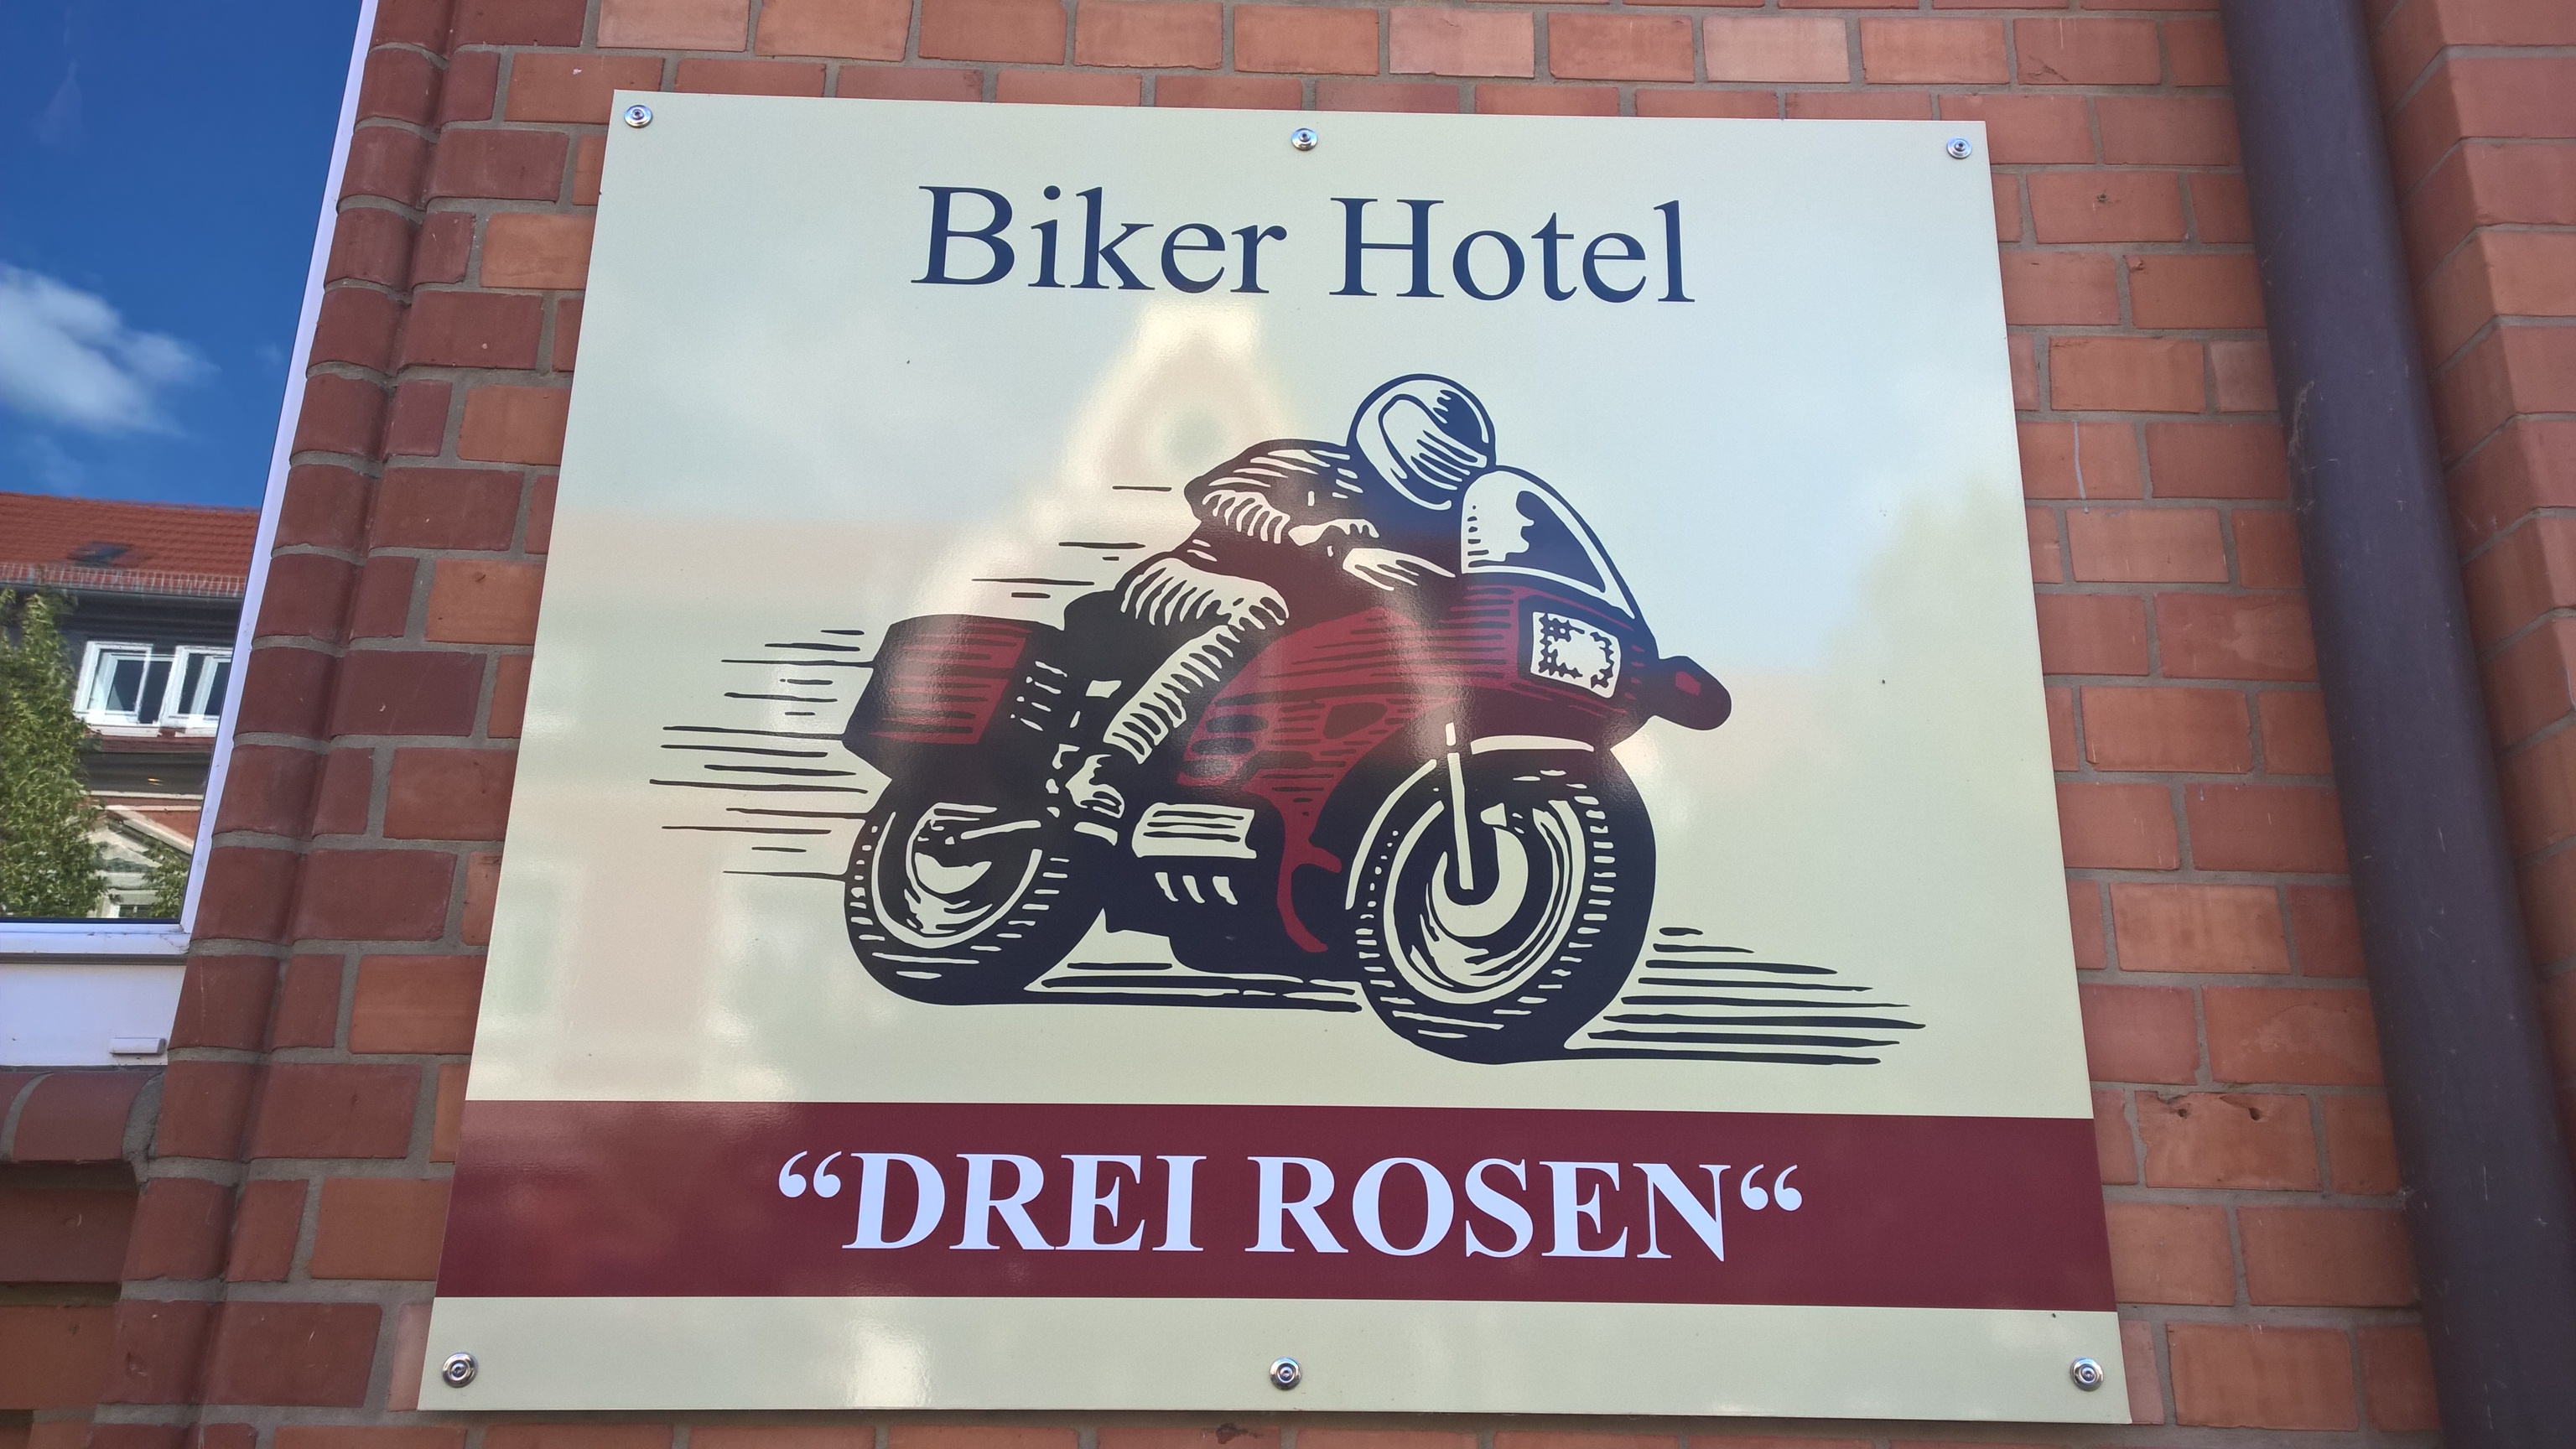 Biker Hotel
“DREI ROSEN“